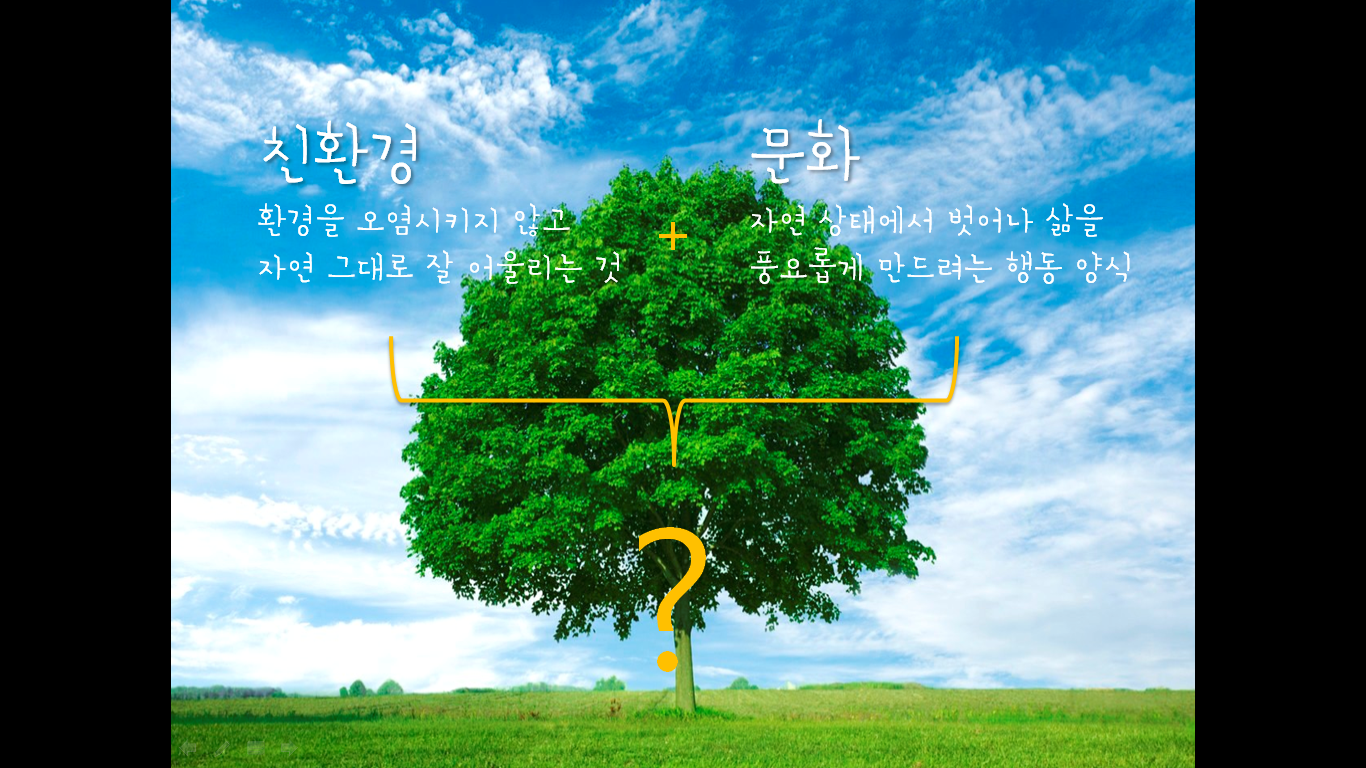 친환경
환경을 오염시키지 않고
자연 그대로 잘 어울리는 것
+
문화
자연 상태에서 벗어나 삶을
풍요롭게 만드려는 행동 양식
?